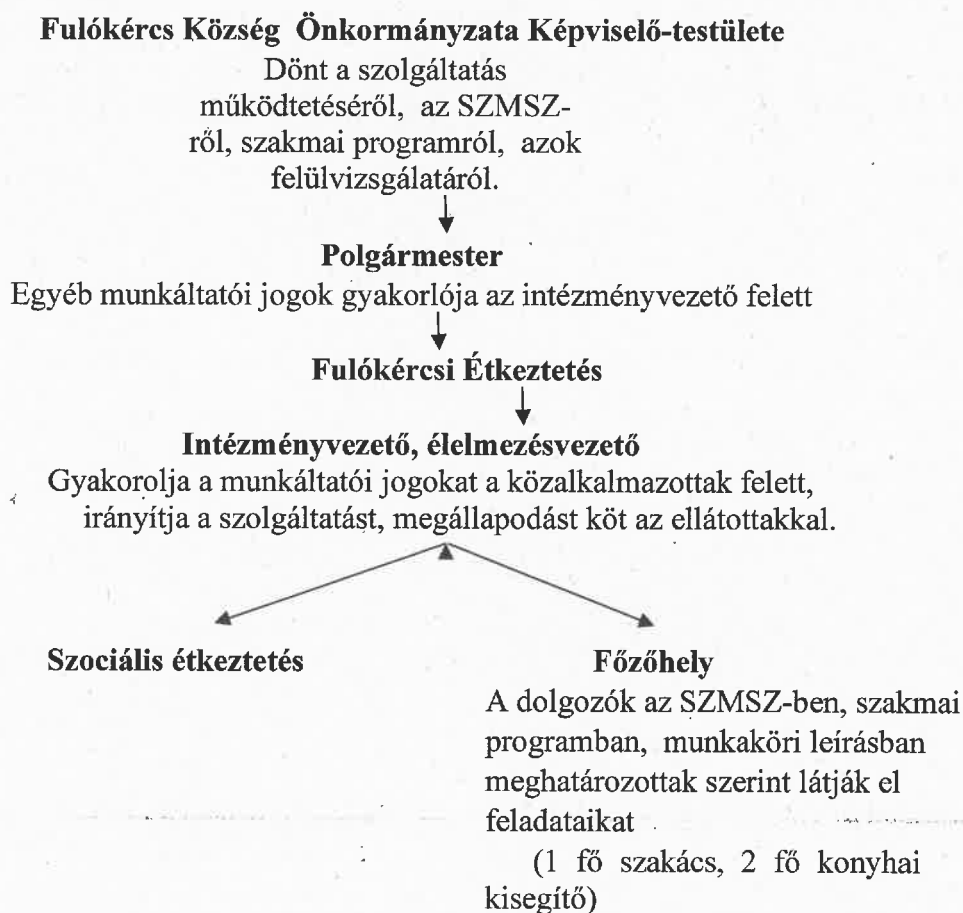 Fulókércs Község Önkormányzata Képviselő-testülete
Dönt a szolgáltatás
működtetéséről, az SZMSZ-
ről, szakmai programról, azok
felülvizsgálatáról.
Polgármester
Egyéb munkáltatói jogok gyakorlója az intézményvezető felett
Fulókércsi Étkeztetés
Intézményvezető, élelmezésvezető
Gyakorolja a munkáltatói jogokat a közalkalmazottak felett,
irányítja a szolgáltatást, megállapodást köt az ellátottakkal.
Szociális étkeztetés
Főzőhely
A dolgozók az SZMSZ-ben, szakmai
programban, munkaköri leírásban
meghatározottak szerint látják el
feladataikat
(1 fő szakács, 2 fő konyhai
kisegítő)